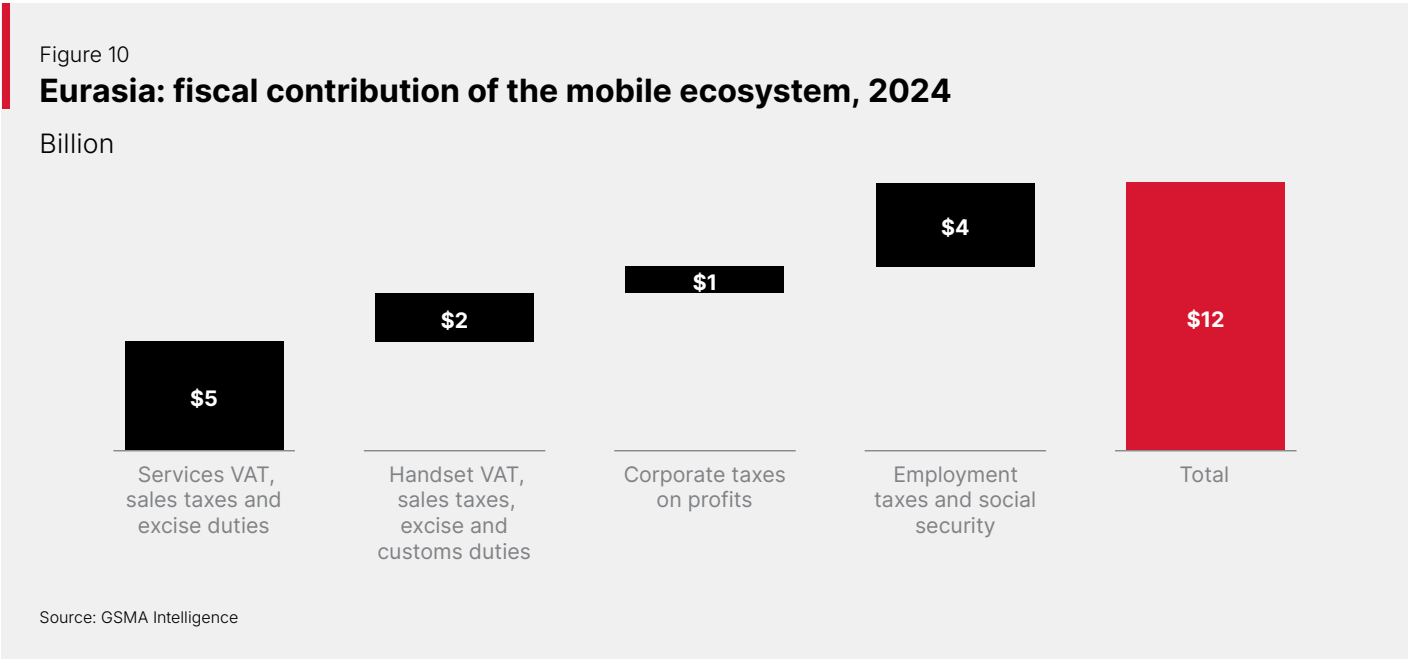 Figure 10
Eurasia: fiscal contribution of the mobile ecosystem, 2024
Billion
$5
$2
$1
$4
$12
Services VAT,
sales taxes and
excise duties
Handset VAT,
sales taxes,
excise and
customs duties
Corporate taxes
on profits
Employment
taxes and social
security
Total
Source: GSMA Intelligence